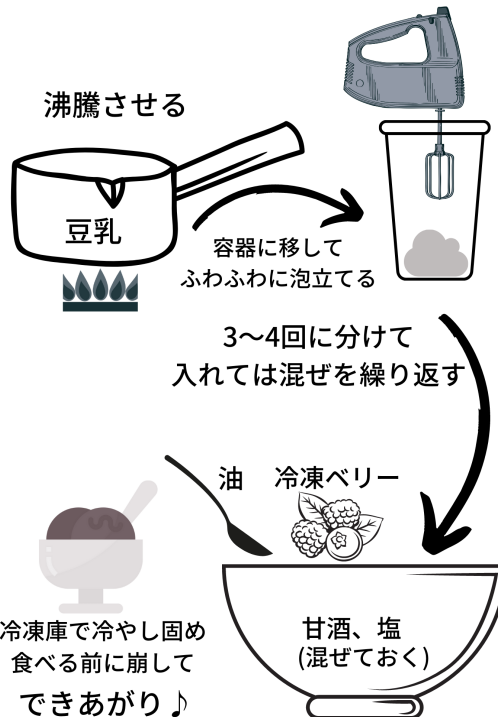 沸騰させる
豆乳
容器に移して
ふわふわに泡立てる
3〜4回に分けて
入れては混ぜを繰り返す
油　冷凍ベリー
甘酒、塩
(混ぜておく)
冷凍庫で冷やし固め
食べる前に崩して
できあがり♪